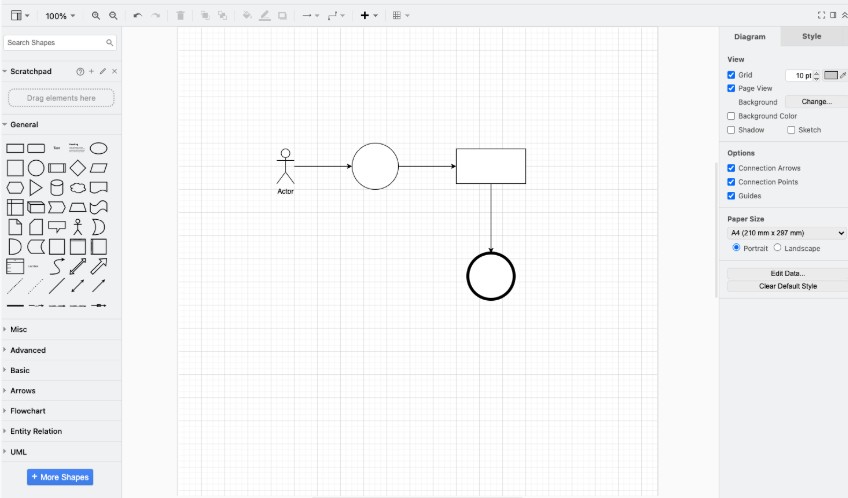 100%
Search Shapes
Scratchpad
Drag elements here
General
Text
Misc
Advanced
Basic
Arrows
Flowchart
Entity Relation
UML
+ More Shapes
Actor
Diagram Style
View
Grid 10 pt
Page View
Background Change...
Background Color
Shadow Sketch
Options
Connection Arrows
Connection Points
Guides
Paper Size
A4 (210 mm x 297 mm)
Portrait Landscape
Edit Data...
Clear Default Style